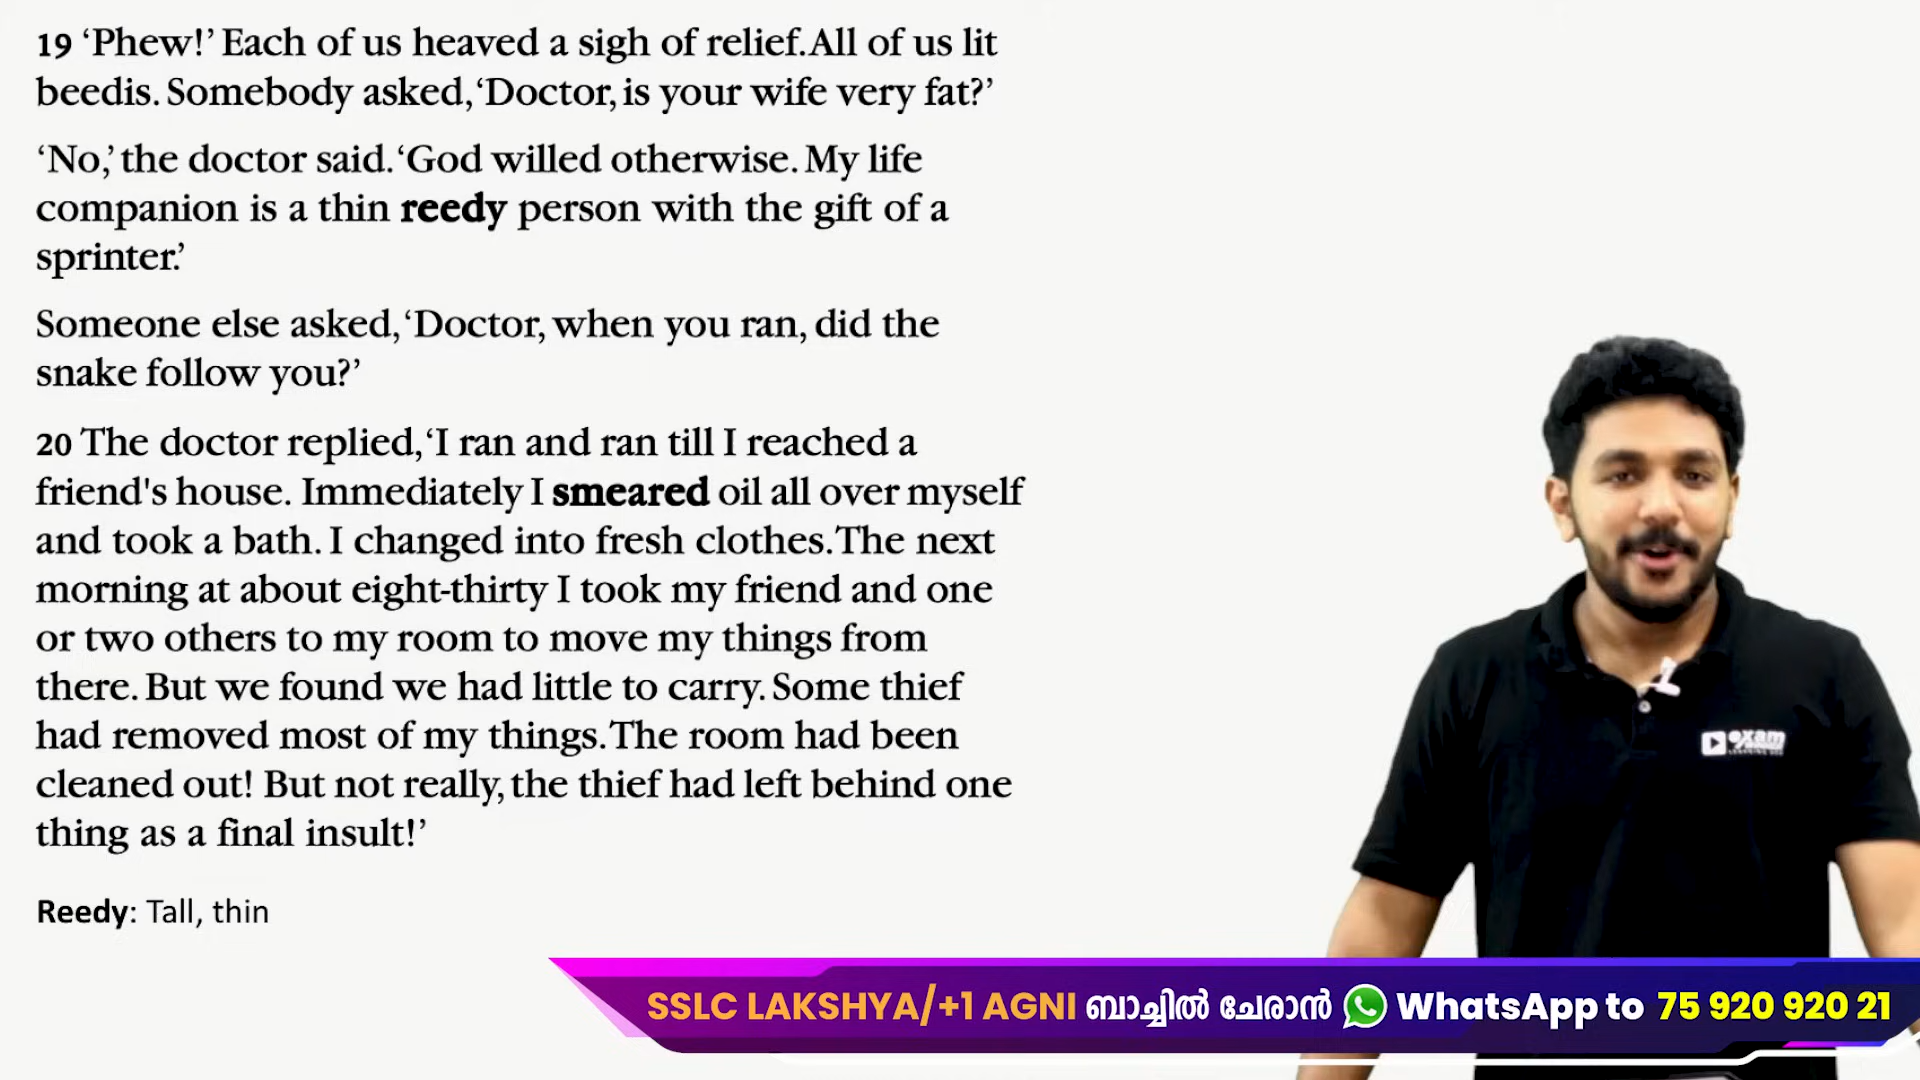 19 ‘Phew!’ Each of us heaved a sigh of relief. All of us lit
beedis. Somebody asked, ‘Doctor, is your wife very fat?’
‘No,’ the doctor said. ‘God willed otherwise. My life
companion is a thin reedy person with the gift of a
sprinter.’
Someone else asked, ‘Doctor, when you ran, did the
snake follow you?’
20 The doctor replied, ‘I ran and ran till I reached a
friend's house. Immediately I smeared oil all over myself
and took a bath. I changed into fresh clothes. The next
morning at about eight-thirty I took my friend and one
or two others to my room to move my things from
there. But we found we had little to carry. Some thief
had removed most of my things. The room had been
cleaned out! But not really, the thief had left behind one
thing as a final insult!’
Reedy: Tall, thin
exam
SSLC LAKSHYA/+1 AGNI ബാച്ചിൽ ചേരാൻ WhatsApp to 75 920 920 21